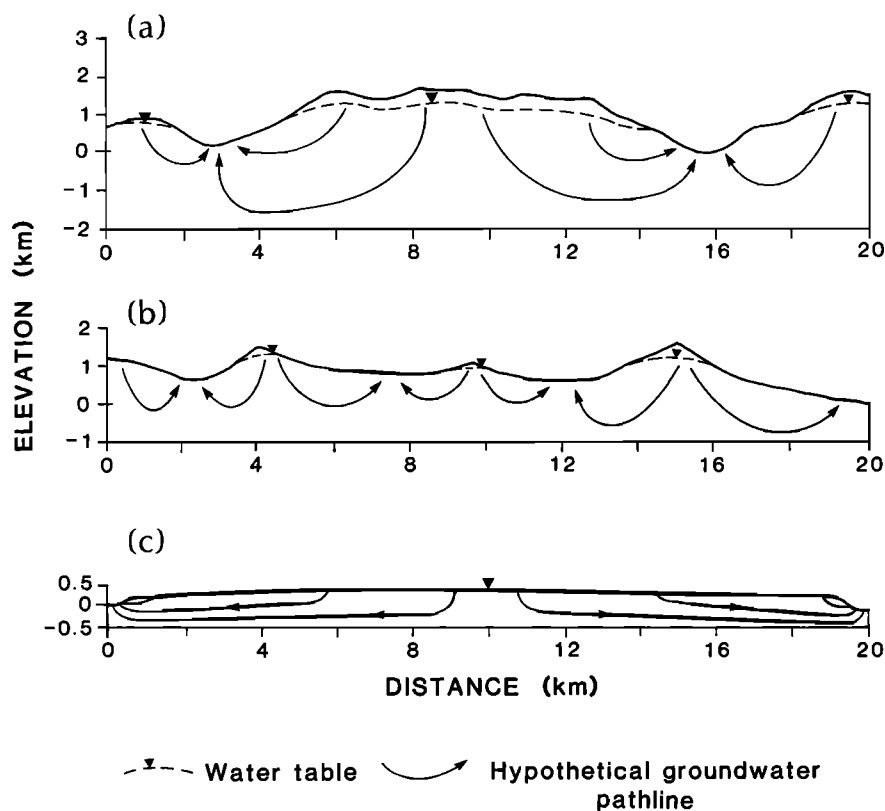 (a)
3
2
1
0
-1
-2
0 4 8 10 12 16 20
(b)
2
1
0
-1
0 4 8 12 16 20
(c)
0.5
0
-0.5
0 4 8 12 16 20
ELEVATION (km)
DISTANCE (km)
Water table
Hypothetical groundwater
pathline